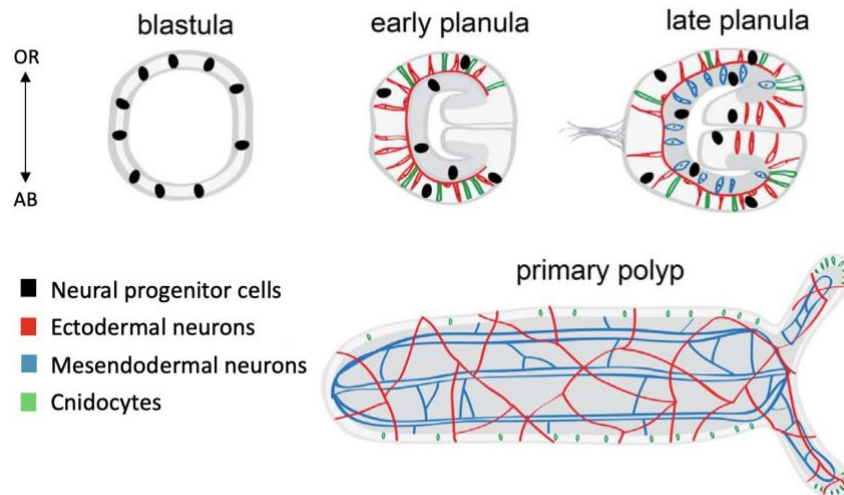 blastula
early planula
late planula
OR
AB
primary polyp
Neural progenitor cells
Ectodermal neurons
Mesendodermal neurons
Cnidocytes